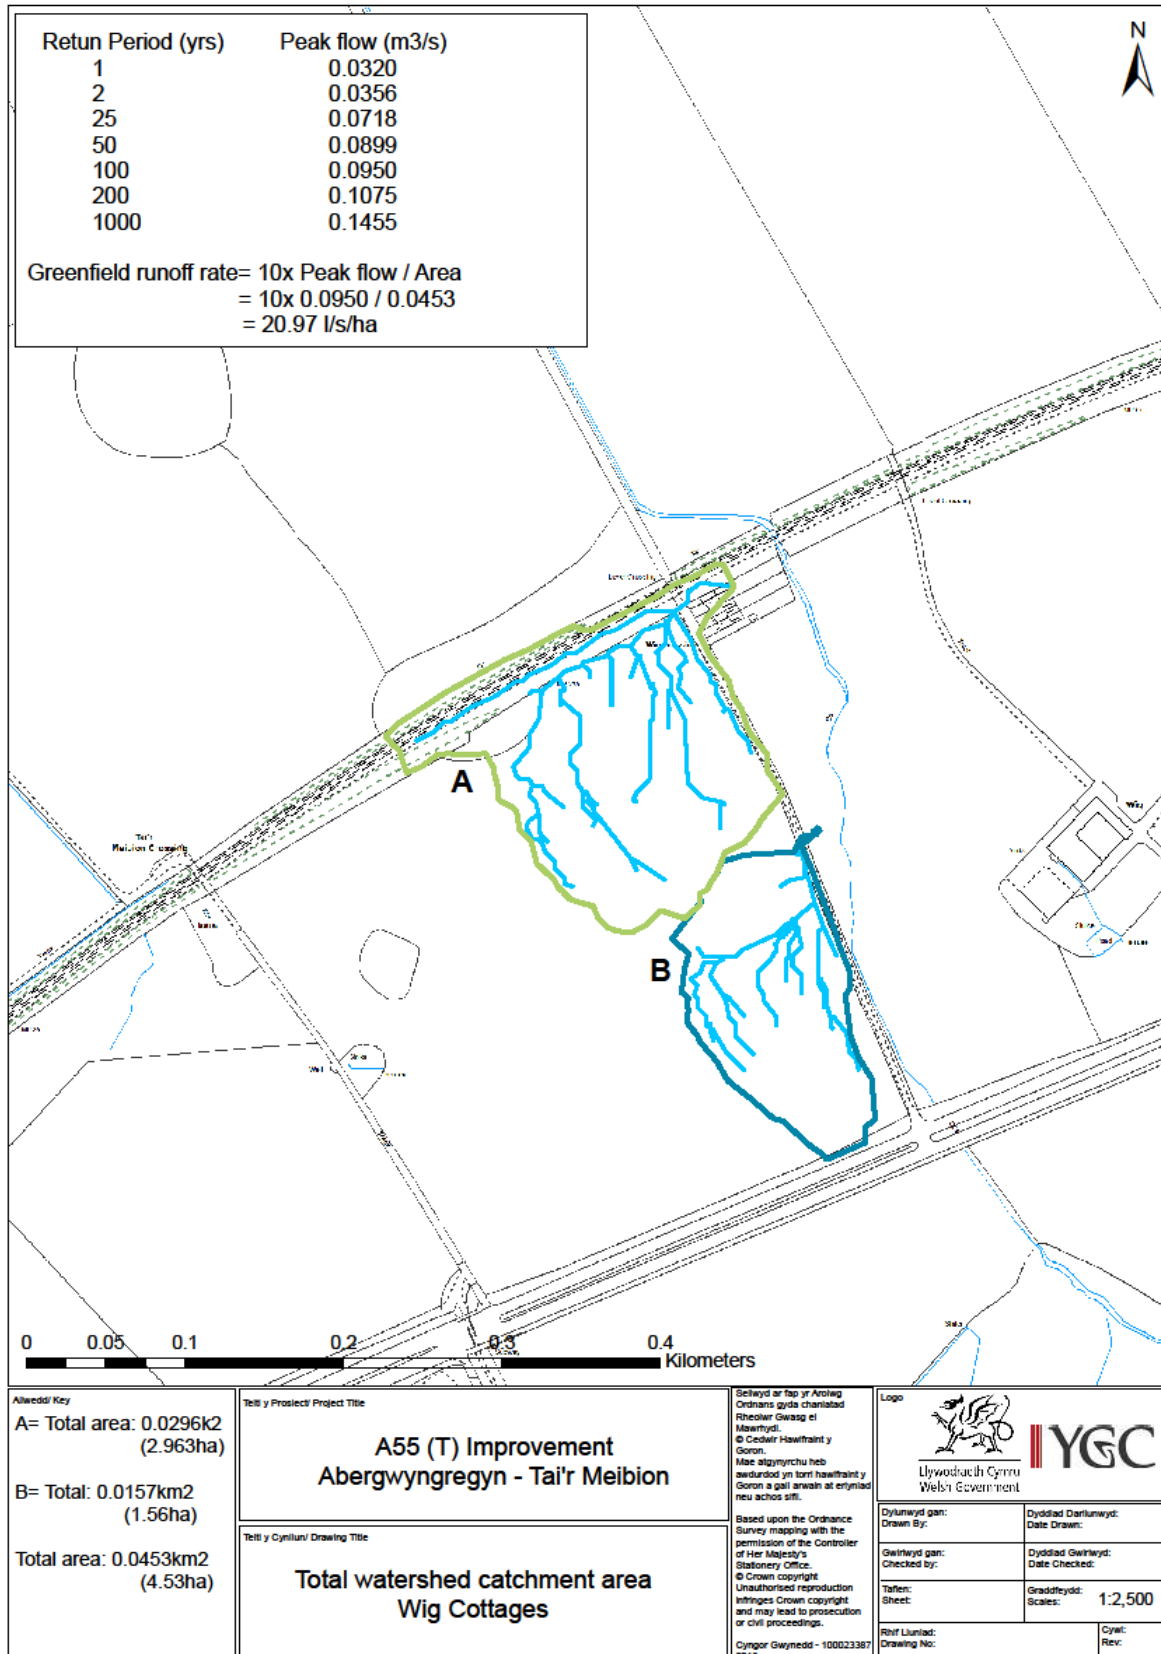 Retun Period (yrs) Peak flow (m3/s)
1 0.0320
2 0.0356
25 0.0718
50 0.0899
100 0.0950
200 0.1075
1000 0.1455
Greenfield runoff rate= 10x Peak flow / Area
= 10x 0.0950 / 0.0453
= 20.97 l/s/ha
N
Level Crossing
A
Tai'r
Meibion Crossing
Wig
B
0 0.05 0.1 0.2 0.3 0.4
Kilometers
Allwedd/ Key
A= Total area: 0.0296k2
(2.963ha)
B= Total: 0.0157km2
(1.56ha)
Total area: 0.0453km2
(4.53ha)
Teitl y Prosiect/ Project Title
A55 (T) Improvement
Abergwyngregyn - Tai'r Meibion
Teitl y Cynllun/ Drawing Title
Total watershed catchment area
Wig Cottages
Seiliwyd ar fap yr Arolwg
Ordnans gyda chaniatad
Rheolwr Gwasg ei
Mawrhydi.
© Cedwir Hawlfraint y
Goron.
Mae atgynyrchu heb
awdurdod yn torri hawlfraint y
Goron a gall arwain at erlyniad
neu achos sifil.
Based upon the Ordnance
Survey mapping with the
permission of the Controller
of Her Majesty's
Stationery Office.
© Crown copyright
Unauthorised reproduction
infringes Crown copyright
and may lead to prosecution
or civil proceedings.
Cyngor Gwynedd - 100023387
Logo
Llywodraeth Cymru
Welsh Government
YGC
Dylunwyd gan:
Drawn By:
Dyddiad Darlunwyd:
Date Drawn:
Gwiriwyd gan:
Checked by:
Dyddiad Gwiriwyd:
Date Checked:
Taflen:
Sheet:
Graddfeydd:
Scales: 1:2,500
Rhif Lluniad:
Drawing No:
Cywl:
Rev: